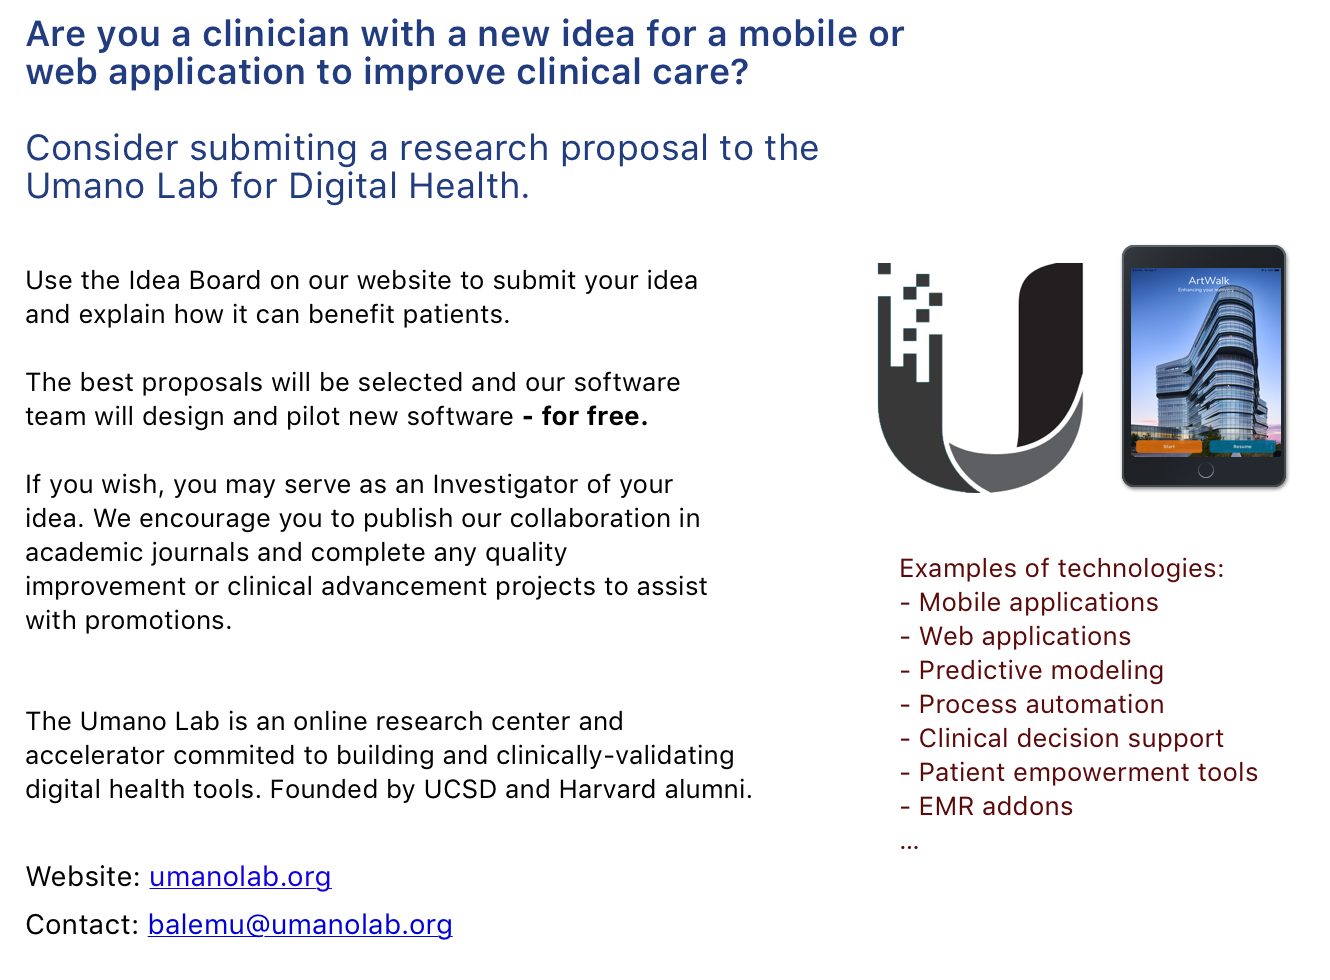 Are you a clinician with a new idea for a mobile or
web application to improve clinical care?
Consider submiting a research proposal to the
Umano Lab for Digital Health.
Use the Idea Board on our website to submit your idea
and explain how it can benefit patients.
The best proposals will be selected and our software
team will design and pilot new software - for free.
If you wish, you may serve as an Investigator of your
idea. We encourage you to publish our collaboration in
academic journals and complete any quality
improvement or clinical advancement projects to assist
with promotions.
The Umano Lab is an online research center and
accelerator commited to building and clinically-validating
digital health tools. Founded by UCSD and Harvard alumni.
Website: umanolab.org
Contact: balemu@umanolab.org
ArtWalk
Enhancing your
Start
Resume
Examples of technologies:
- Mobile applications
- Web applications
- Predictive modeling
- Process automation
- Clinical decision support
- Patient empowerment tools
- EMR addons
...